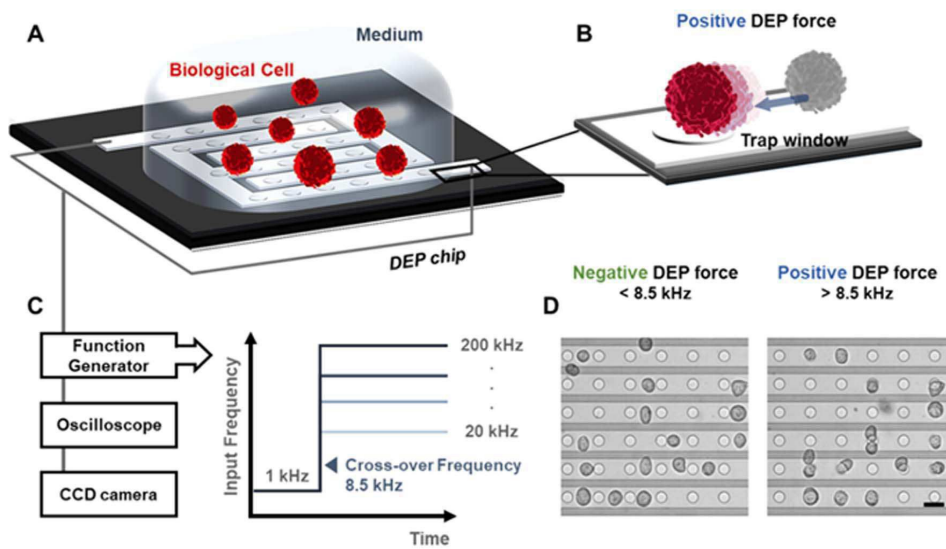 A
Medium
Biological Cell
DEP chip
B
Positive DEP force
Trap window
C
Function
Generator
Oscilloscope
CCD camera
Input Frequency
200 kHz
.
.
.
20 kHz
1 kHz
Cross-over Frequency
8.5 kHz
Time
D
Negative DEP force
< 8.5 kHz
Positive DEP force
> 8.5 kHz